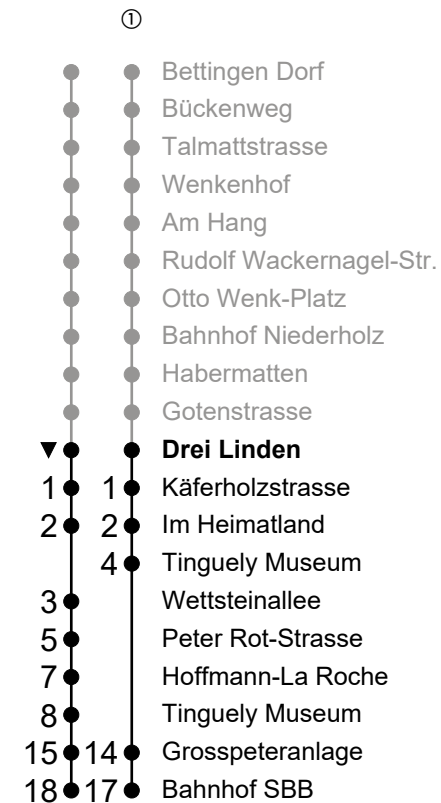 ①
Bettingen Dorf
Bückenweg
Talmattstrasse
Wenkenhof
Am Hang
Rudolf Wackernagel-Str.
Otto Wenk-Platz
Bahnhof Niederholz
Habermatten
Gotenstrasse
▼ Drei Linden
1 1 Käferholzstrasse
2 2 Im Heimatland
4 Tinguely Museum
3 Wettsteinallee
5 Peter Rot-Strasse
7 Hoffmann-La Roche
8 Tinguely Museum
15 14 Grosspeteranlage
18 17 Bahnhof SBB